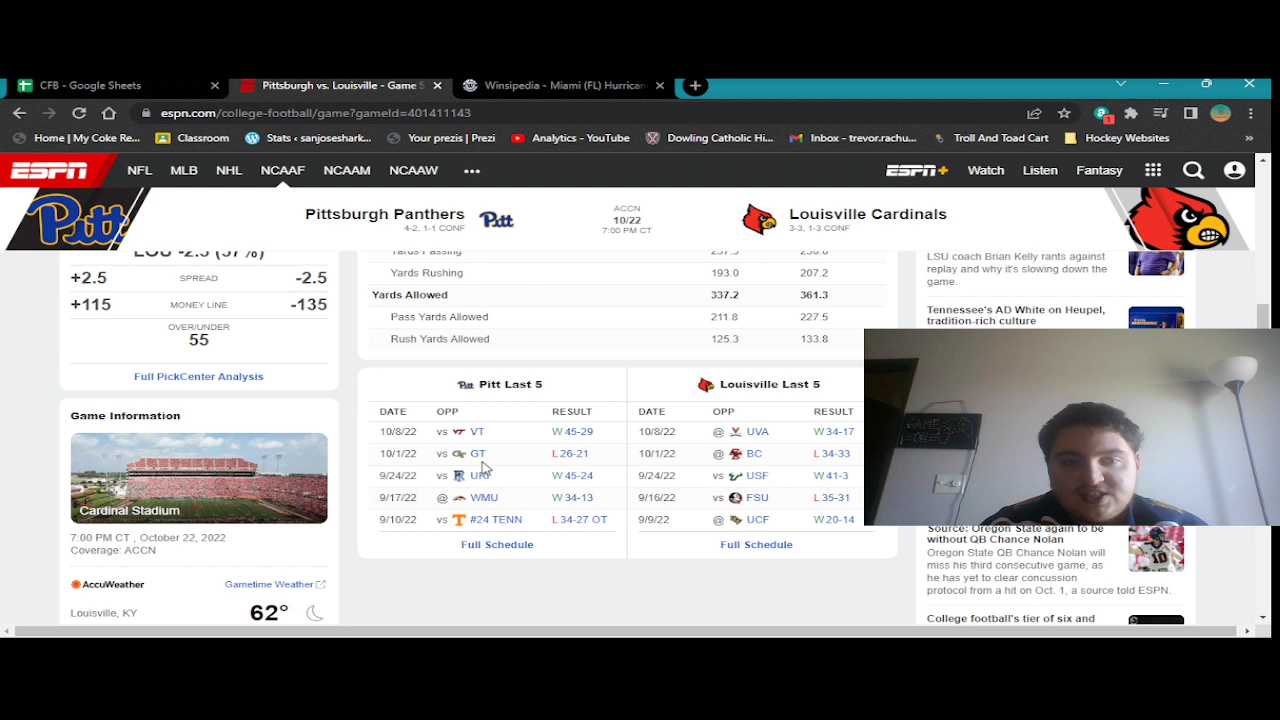 CFB - Google Sheets
Pittsburgh vs. Louisville - Game S
Winsipedia - Miami (FL) Hurrican
espn.com/college-football/game?gameId=401411143
Home | My Coke Re...
Classroom
Stats ‹ sanjoseshark...
Your prezis | Prezi
Analytics - YouTube
Dowling Catholic Hi...
Inbox - trevor.rachu...
Troll And Toad Cart
Hockey Websites
»
ESPN NFL MLB NHL NCAAF NCAAM NCAAW ••• ESPN+ Watch Listen Fantasy
Pitt
Pittsburgh Panthers
4-2, 1-1 CONF
Pitt
ACCN
10/22
7:00 PM CT
Louisville Cardinals
3-3, 1-3 CONF
LOU -2.5 (57%)
+2.5 SPREAD -2.5
+115 MONEY LINE -135
OVER/UNDER
55
Full PickCenter Analysis
Game Information
Cardinal Stadium
7:00 PM CT, October 22, 2022
Coverage: ACCN
AccuWeather Gametime Weather
Louisville, KY 62°
Yards Passing 237.3
Yards Rushing 193.0 207.2
Yards Allowed 337.2 361.3
Pass Yards Allowed 211.8 227.5
Rush Yards Allowed 125.3 133.8
Pitt Last 5
DATE OPP RESULT
10/8/22 vs VT W 45-29
10/1/22 vs GT L 26-21
9/24/22 vs URI W 45-24
9/17/22 @ WMU W 34-13
9/10/22 vs #24 TENN L 34-27 OT
Full Schedule
Louisville Last 5
DATE OPP RESULT
10/8/22 @ UVA W 34-17
10/1/22 @ BC L 34-33
9/24/22 vs USF W 41-3
9/16/22 vs FSU L 35-31
9/9/22 @ UCF W 20-14
Full Schedule
LSU coach Brian Kelly rants against
replay and why it's slowing down the
game.
Tennessee's AD White on Heupel,
tradition-rich culture
GAME
Source: Oregon State again to be
without QB Chance Nolan
Oregon State QB Chance Nolan will
miss his third consecutive game, as
he has yet to clear concussion
protocol from a hit on Oct. 1, a source told ESPN.
College football's tier of six and